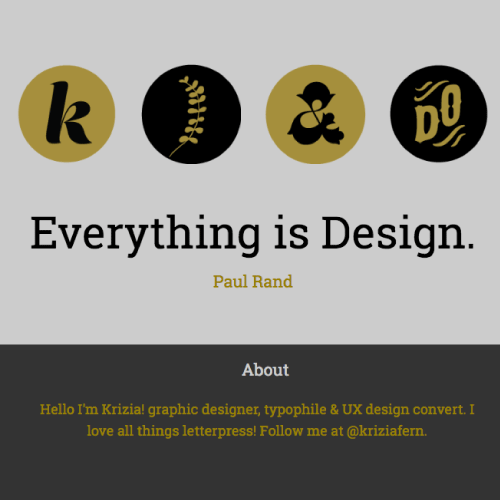 k & DO
Everything is Design.
Paul Rand
About
Hello I'm Krizia! graphic designer, typophile & UX design convert. I
love all things letterpress! Follow me at @kriziafern.